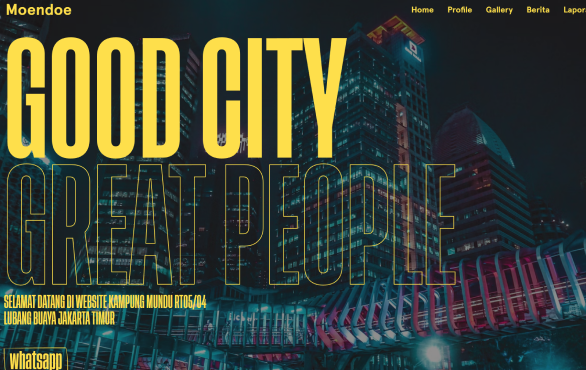 Moendoe
Home Profile Gallery Berita Lapor
GOOD CITY
GREAT PEOPLE
SELAMAT DATANG DI WEBSITE KAMPUNG MUNDU RT05/04
LUBANG BUAYA JAKARTA TIMUR
whatsapp